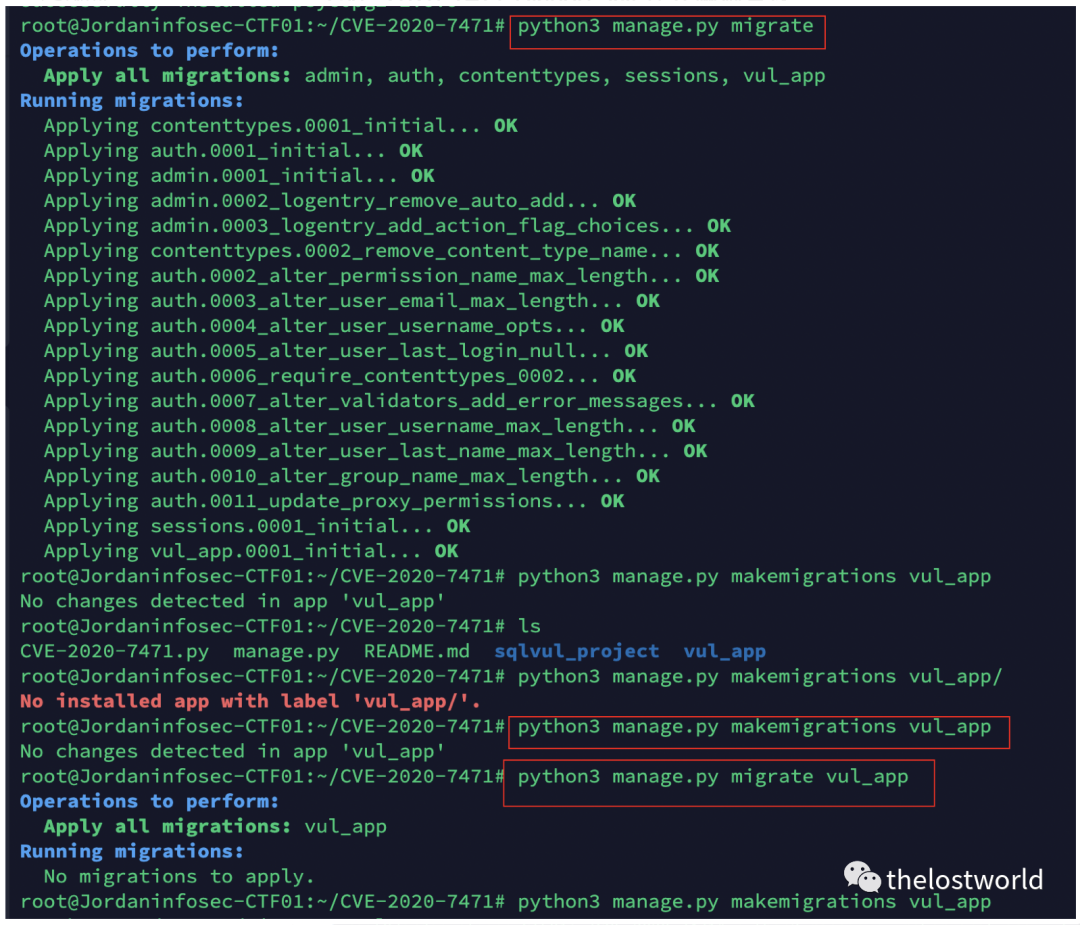 root@Jordaninfosec-CTF01:~/CVE-2020-7471# python3 manage.py migrate
Operations to perform:
  Apply all migrations: admin, auth, contenttypes, sessions, vul_app
Running migrations:
  Applying contenttypes.0001_initial... OK
  Applying auth.0001_initial... OK
  Applying admin.0001_initial... OK
  Applying admin.0002_logentry_remove_auto_add... OK
  Applying admin.0003_logentry_add_action_flag_choices... OK
  Applying contenttypes.0002_remove_content_type_name... OK
  Applying auth.0002_alter_permission_name_max_length... OK
  Applying auth.0003_alter_user_email_max_length... OK
  Applying auth.0004_alter_user_username_opts... OK
  Applying auth.0005_alter_user_last_login_null... OK
  Applying auth.0006_require_contenttypes_0002... OK
  Applying auth.0007_alter_validators_add_error_messages... OK
  Applying auth.0008_alter_user_username_max_length... OK
  Applying auth.0009_alter_user_last_name_max_length... OK
  Applying auth.0010_alter_group_name_max_length... OK
  Applying auth.0011_update_proxy_permissions... OK
  Applying sessions.0001_initial... OK
  Applying vul_app.0001_initial... OK
root@Jordaninfosec-CTF01:~/CVE-2020-7471# python3 manage.py makemigrations vul_app
No changes detected in app 'vul_app'
root@Jordaninfosec-CTF01:~/CVE-2020-7471# ls
CVE-2020-7471.py  manage.py  README.md  sqlvul_project  vul_app
root@Jordaninfosec-CTF01:~/CVE-2020-7471# python3 manage.py makemigrations vul_app/
No installed app with label 'vul_app/'.
root@Jordaninfosec-CTF01:~/CVE-2020-7471# python3 manage.py makemigrations vul_app
No changes detected in app 'vul_app'
root@Jordaninfosec-CTF01:~/CVE-2020-7471# python3 manage.py migrate vul_app
Operations to perform:
  Apply all migrations: vul_app
Running migrations:
  No migrations to apply.
thelostworld
root@Jordaninfosec-CTF01:~/CVE-2020-7471# python3 manage.py makemigrations vul_app